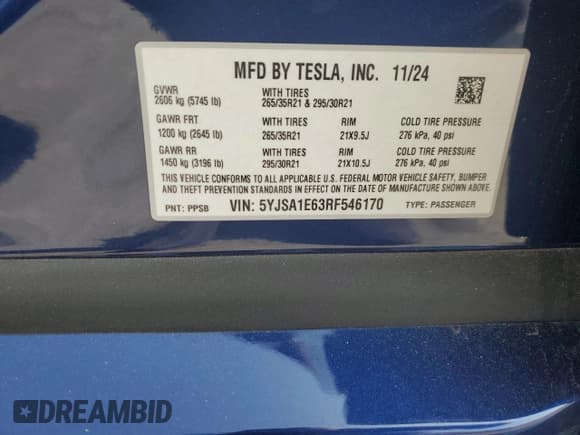 MFD BY TESLA, INC. 11/24
GVWR
2606 kg (5745 lb)
WITH TIRES
265/35R21 & 295/30R21
GAWR FRT
1200 kg (2645 lb)
WITH TIRES
265/35R21
RIM
21X9.5J
COLD TIRE PRESSURE
276 kPa, 40 psi
GAWR RR
1450 kg (3196 lb)
WITH TIRES
295/30R21
RIM
21X10.5J
COLD TIRE PRESSURE
276 kPa, 40 psi
THIS VEHICLE CONFORMS TO ALL APPLICABLE U.S. FEDERAL MOTOR VEHICLE SAFETY, BUMPER
AND THEFT PREVENTION STANDARDS IN EFFECT ON THE DATE OF MANUFACTURE SHOWN ABOVE.
PNT: PPSB VIN: 5YJSA1E63RF546170 TYPE: PASSENGER
DREAMBID